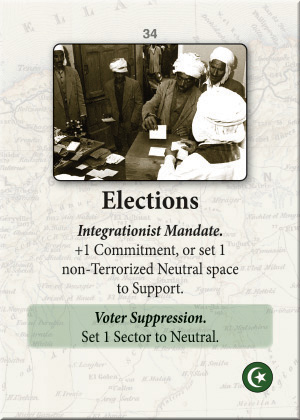 34
Elections
Integrationist Mandate.
+1 Commitment, or set 1
non-Terrorized Neutral space
to Support.
Voter Suppression.
Set 1 Sector to Neutral.